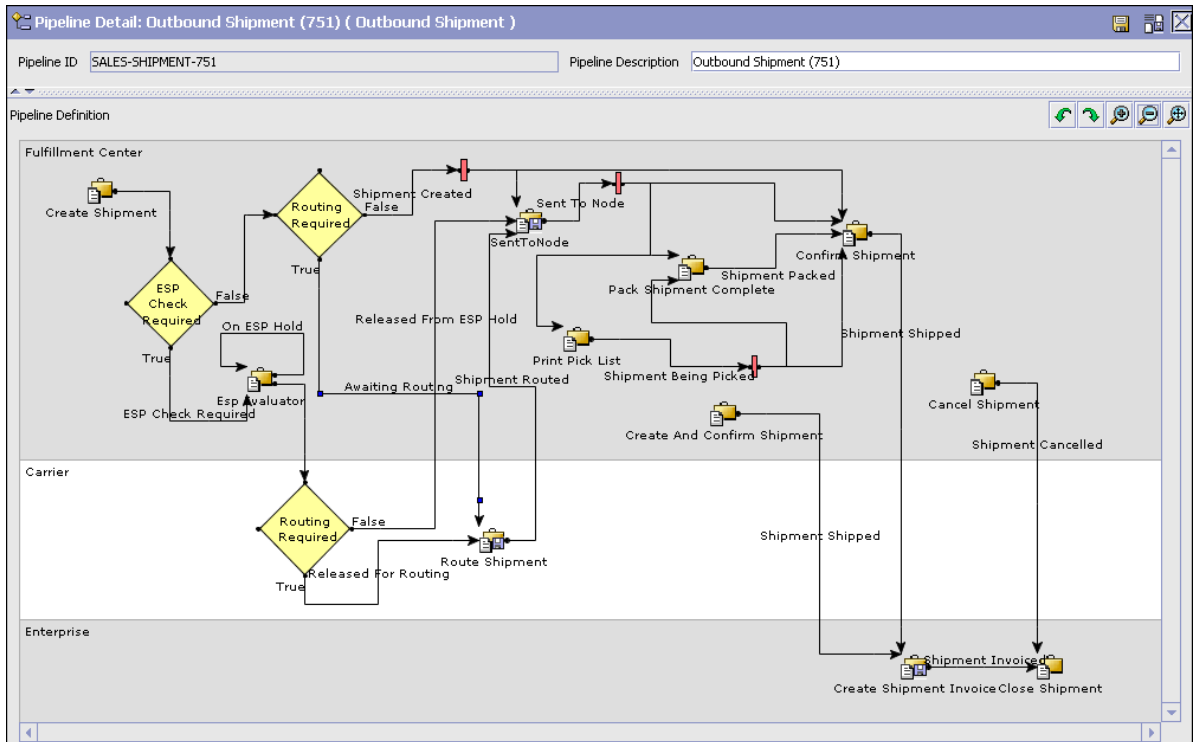 Pipeline Detail: Outbound Shipment (751) ( Outbound Shipment )
Pipeline ID SALES-SHIPMENT-751 Pipeline Description Outbound Shipment (751)
Pipeline Definition
Fulfillment Center
Create Shipment
Routing
Required
False
True
Shipment Created
Sent To Node
SentToNode
Confirm Shipment
Shipment Packed
Pack Shipment Complete
ESP
Check
Required
False
True
On ESP Hold
Released From ESP Hold
Shipment Shipped
Print Pick List
Shipment Being Picked
Esp Evaluator
ESP Check Required
Awaiting Routing
Shipment Routed
Cancel Shipment
Create And Confirm Shipment
Shipment Cancelled
Carrier
Routing
Required
False
True
Released For Routing
Route Shipment
Shipment Shipped
Enterprise
Shipment Invoiced
Create Shipment Invoice
Close Shipment